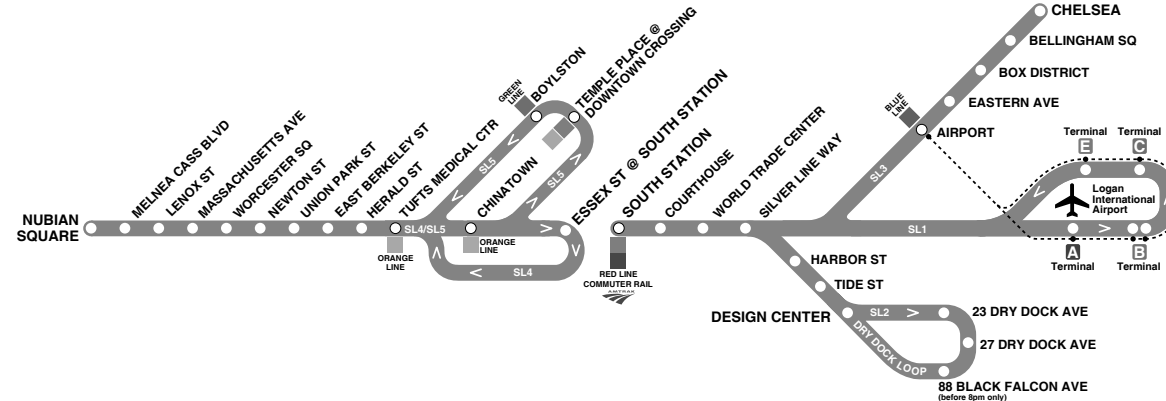 NUBIAN
SQUARE
MELNEA CASS BLVD
LENOX ST
MASSACHUSETTS AVE
WORCESTER SQ
NEWTON ST
UNION PARK ST
EAST BERKELEY ST
HERALD ST
TUFTS MEDICAL CTR
ORANGE
LINE
SL4/SL5
CHINATOWN
ORANGE
LINE
SL5
GREEN
LINE
BOYLSTON
TEMPLE PLACE @
DOWNTOWN CROSSING
SL5
ESSEX ST @ SOUTH STATION
SL4
SOUTH STATION
RED LINE
COMMUTER RAIL
AMTRAK
COURTHOUSE
WORLD TRADE CENTER
SILVER LINE WAY
SL3
BLUE
LINE
AIRPORT
EASTERN AVE
BOX DISTRICT
BELLINGHAM SQ
CHELSEA
SL1
Terminal
E
Terminal
C
Logan
International
Airport
A
Terminal
B
Terminal
HARBOR ST
TIDE ST
DESIGN CENTER
SL2
DRY DOCK LOOP
23 DRY DOCK AVE
27 DRY DOCK AVE
88 BLACK FALCON AVE
(before 8pm only)